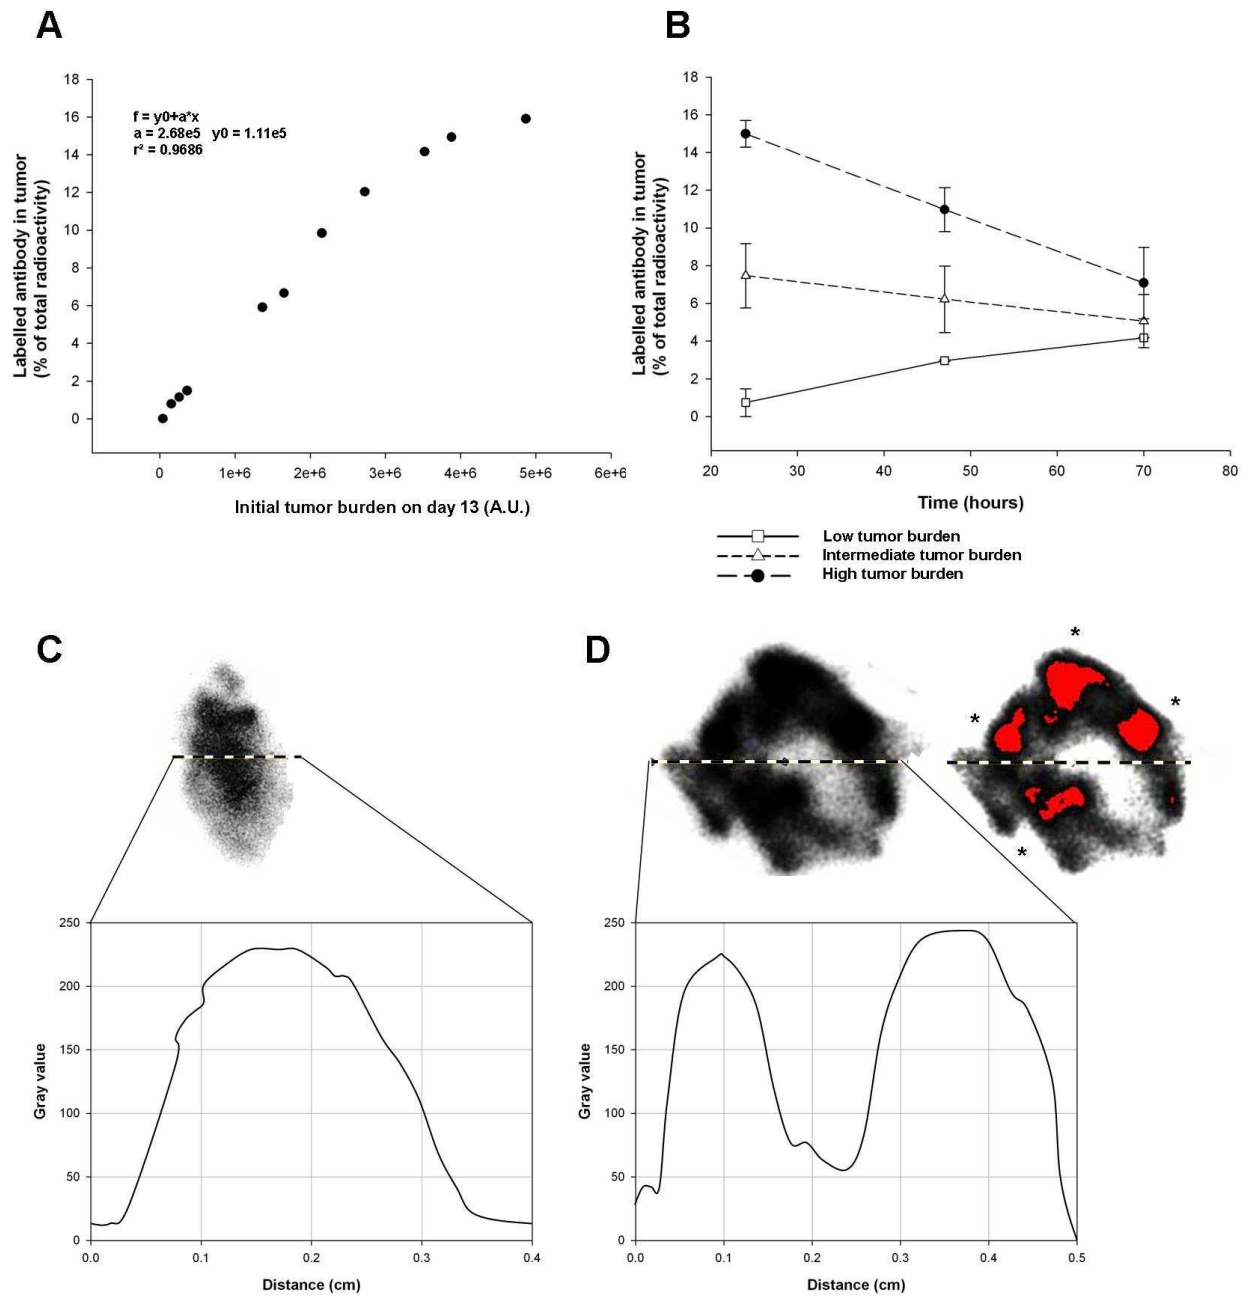 A
B
18
16
14
12
10
8
6
4
2
0
Labelled antibody in tumor
(% of total radioactivity)
f = y0+a*x
a = 2.68e5 y0 = 1.11e5
r² = 0.9686
0 1e+6 2e+6 3e+6 4e+6 5e+6 6e+6
Initial tumor burden on day 13 (A.U.)
18
16
14
12
10
8
6
4
2
0
Labelled antibody in tumor
(% of total radioactivity)
20 30 40 50 60 70 80
Time (hours)
Low tumor burden
Intermediate tumor burden
High tumor burden
C
D
*
*
*
*
250
200
150
100
50
0
Gray value
0.0 0.1 0.2 0.3 0.4
Distance (cm)
250
200
150
100
50
0
Gray value
0.0 0.1 0.2 0.3 0.4 0.5
Distance (cm)